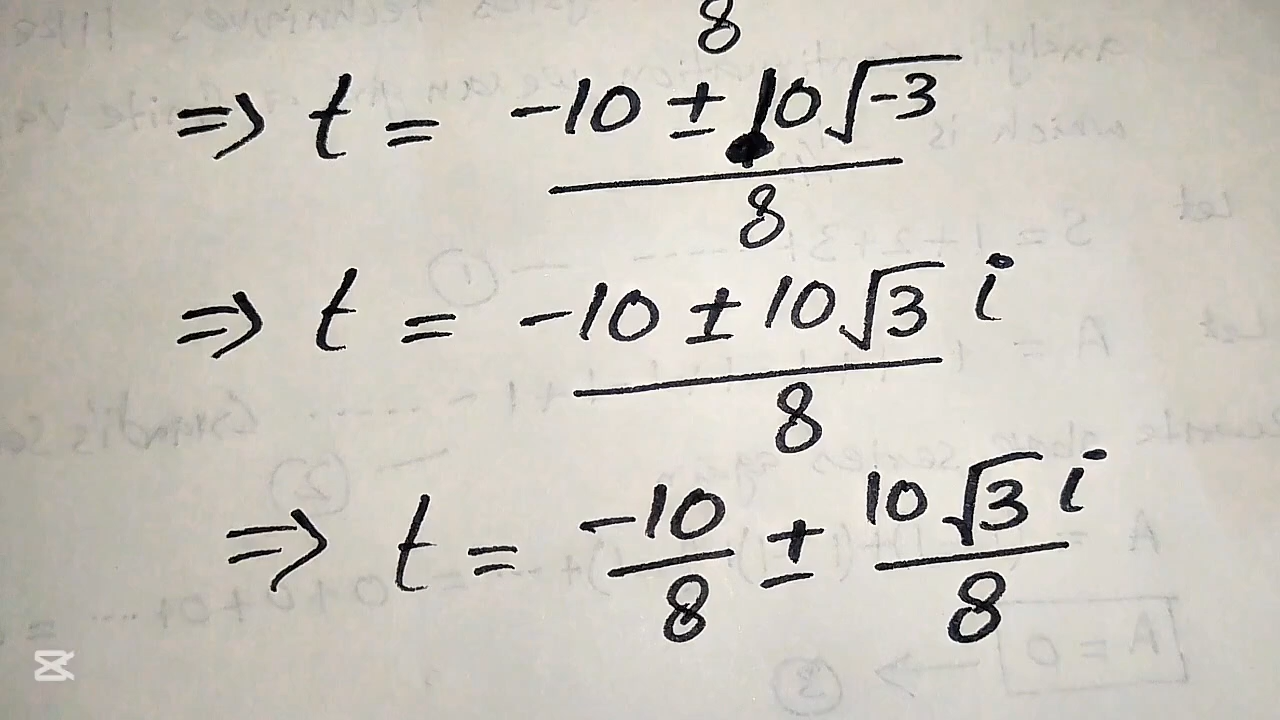 8
⇒ t = -10 ± 10√-3
8
⇒ t = -10 ± 10√3 i
8
⇒ t = -10/8 ± 10√3 i/8